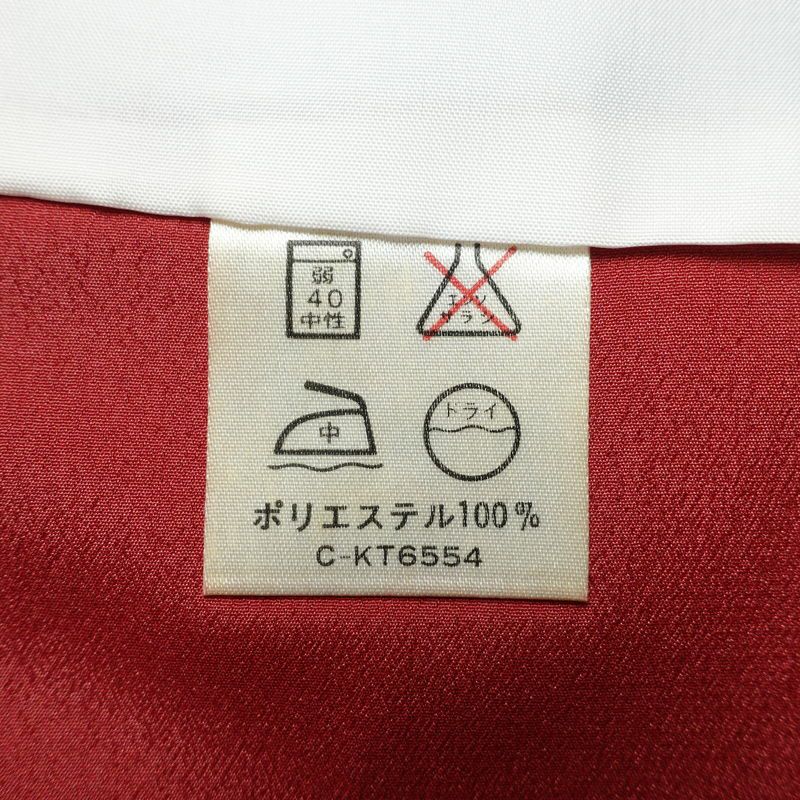 弱
40
中性
エンソ
サラシ
中
ドライ
ポリエステル100%
C-KT6554